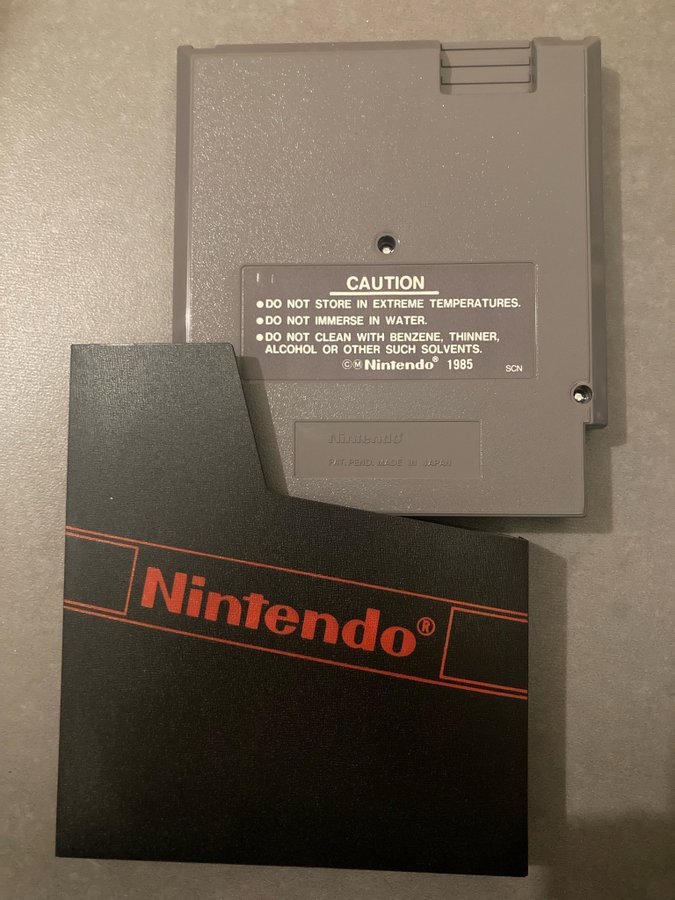 CAUTION
●DO NOT STORE IN EXTREME TEMPERATURES.
●DO NOT IMMERSE IN WATER.
●DO NOT CLEAN WITH BENZENE, THINNER,
ALCOHOL OR OTHER SUCH SOLVENTS.
ⒸⓂNintendo® 1985
SCN
Nintendo®
PAT. PEND. MADE IN JAPAN
Nintendo®